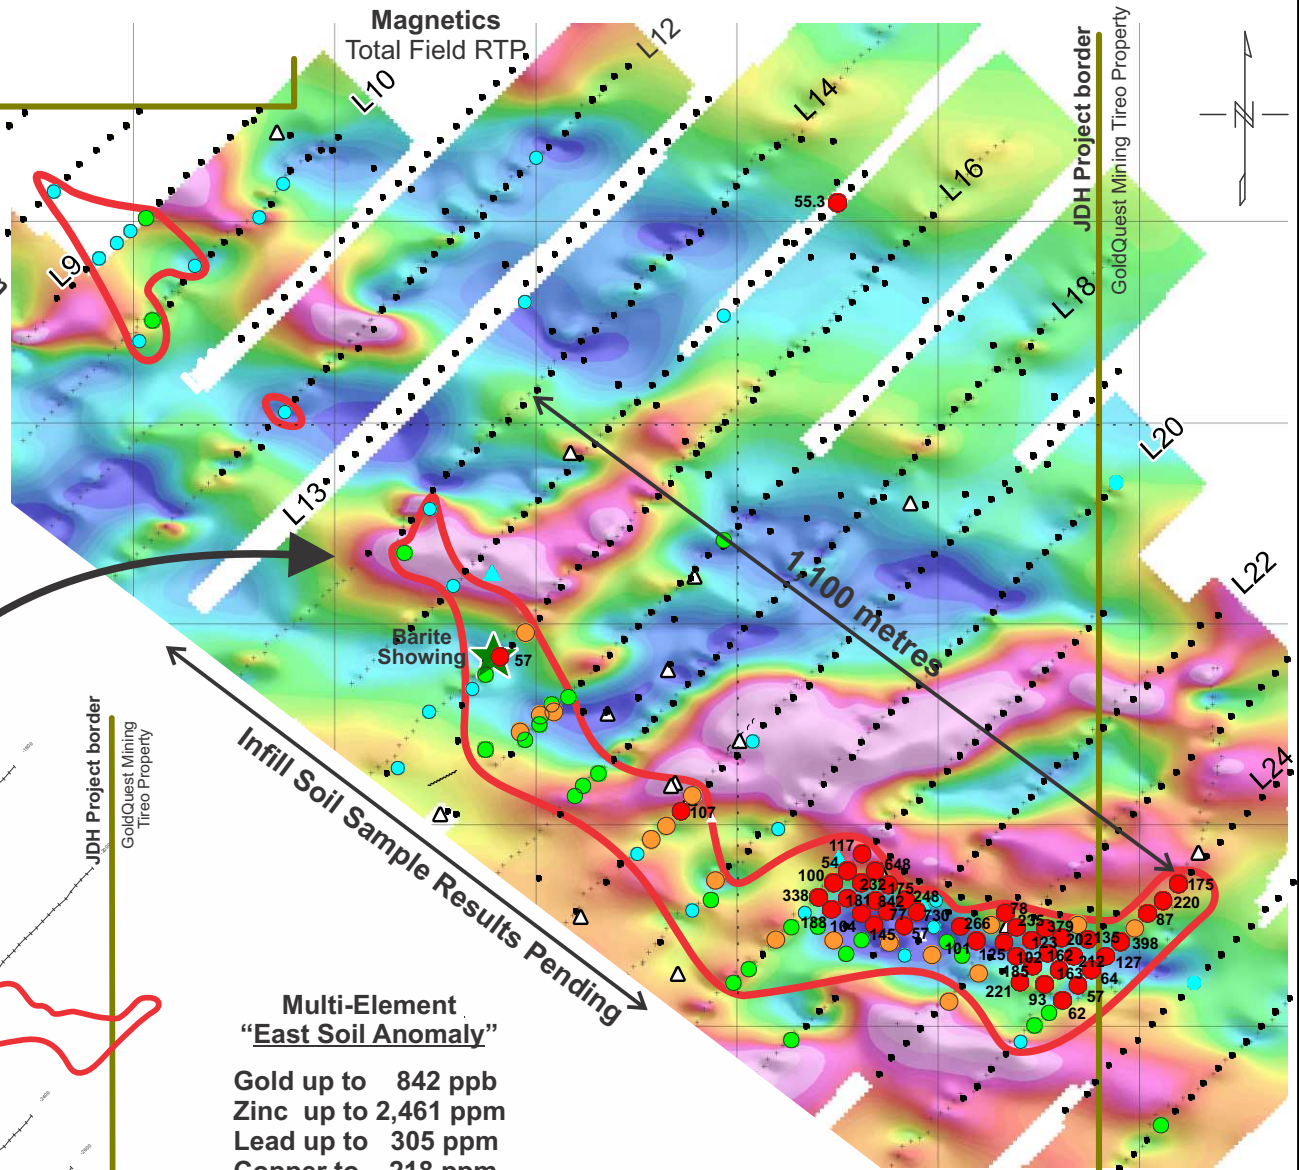 Magnetics
Total Field RTP
L12
L10
L14
JDH Project border
GoldQuest Mining Tireo Property
L16
55.3
L9
L18
L20
L13
1,100 metres
L22
Barite
Showing
57
L24
Infill Soil Sample Results Pending
JDH Project border
GoldQuest Mining
Tireo Property
107
117
54
648
100
232
175
338
181
842
248
188
77
730
145
57
266
101
78
235
379
125
123
202
135
398
102
162
212
127
185
163
64
221
93
57
62
175
220
87
Multi-Element
“East Soil Anomaly”
Gold up to 842 ppb
Zinc up to 2,461 ppm
Lead up to 305 ppm
Copper to 218 ppm